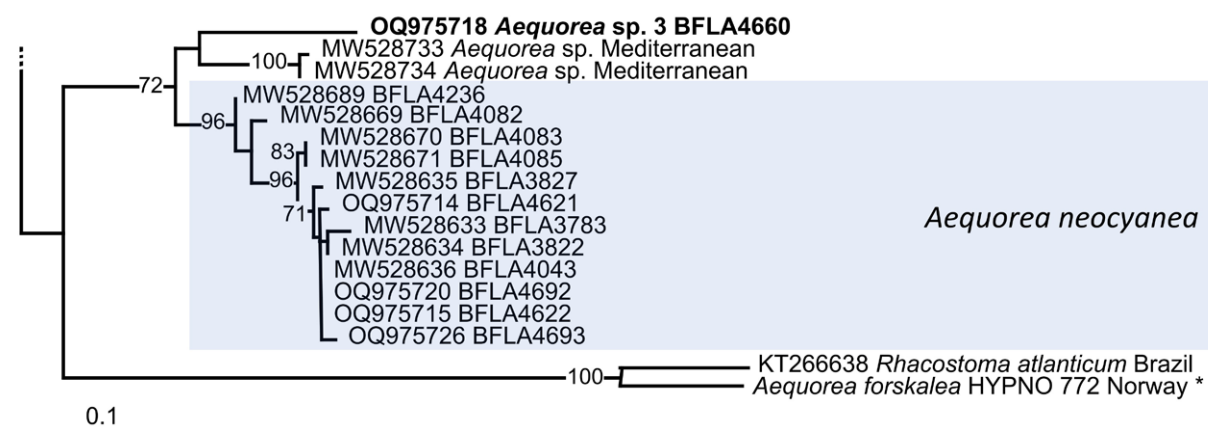 OQ975718 Aequorea sp. 3 BFLA4660
MW528733 Aequorea sp. Mediterranean
100
MW528734 Aequorea sp. Mediterranean
72
MW528689 BFLA4236
MW528669 BFLA4082
96
MW528670 BFLA4083
83
MW528671 BFLA4085
96
MW528635 BFLA3827
OQ975714 BFLA4621
71
MW528633 BFLA3783
Aequorea neocyanea
MW528634 BFLA3822
MW528636 BFLA4043
OQ975720 BFLA4692
OQ975715 BFLA4622
OQ975726 BFLA4693
KT266638 Rhacostoma atlanticum Brazil
100
Aequorea forskalea HYPNO 772 Norway *
0.1